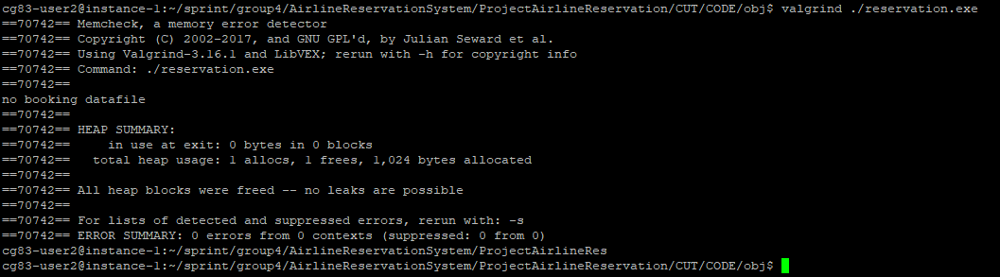 cg83-user2@instance-1:~/sprint/group4/AirlineReservationSystem/ProjectAirlineReservation/CUT/CODE/obj$ valgrind ./reservation.exe
==70742== Memcheck, a memory error detector
==70742== Copyright (C) 2002-2017, and GNU GPL'd, by Julian Seward et al.
==70742== Using Valgrind-3.16.1 and LibVEX; rerun with -h for copyright info
==70742== Command: ./reservation.exe
==70742==
no booking datafile
==70742==
==70742== HEAP SUMMARY:
==70742==     in use at exit: 0 bytes in 0 blocks
==70742==   total heap usage: 1 allocs, 1 frees, 1,024 bytes allocated
==70742==
==70742== All heap blocks were freed -- no leaks are possible
==70742==
==70742== For lists of detected and suppressed errors, rerun with: -s
==70742== ERROR SUMMARY: 0 errors from 0 contexts (suppressed: 0 from 0)
cg83-user2@instance-1:~/sprint/group4/AirlineReservationSystem/ProjectAirlineRes
cg83-user2@instance-1:~/sprint/group4/AirlineReservationSystem/ProjectAirlineReservation/CUT/CODE/obj$